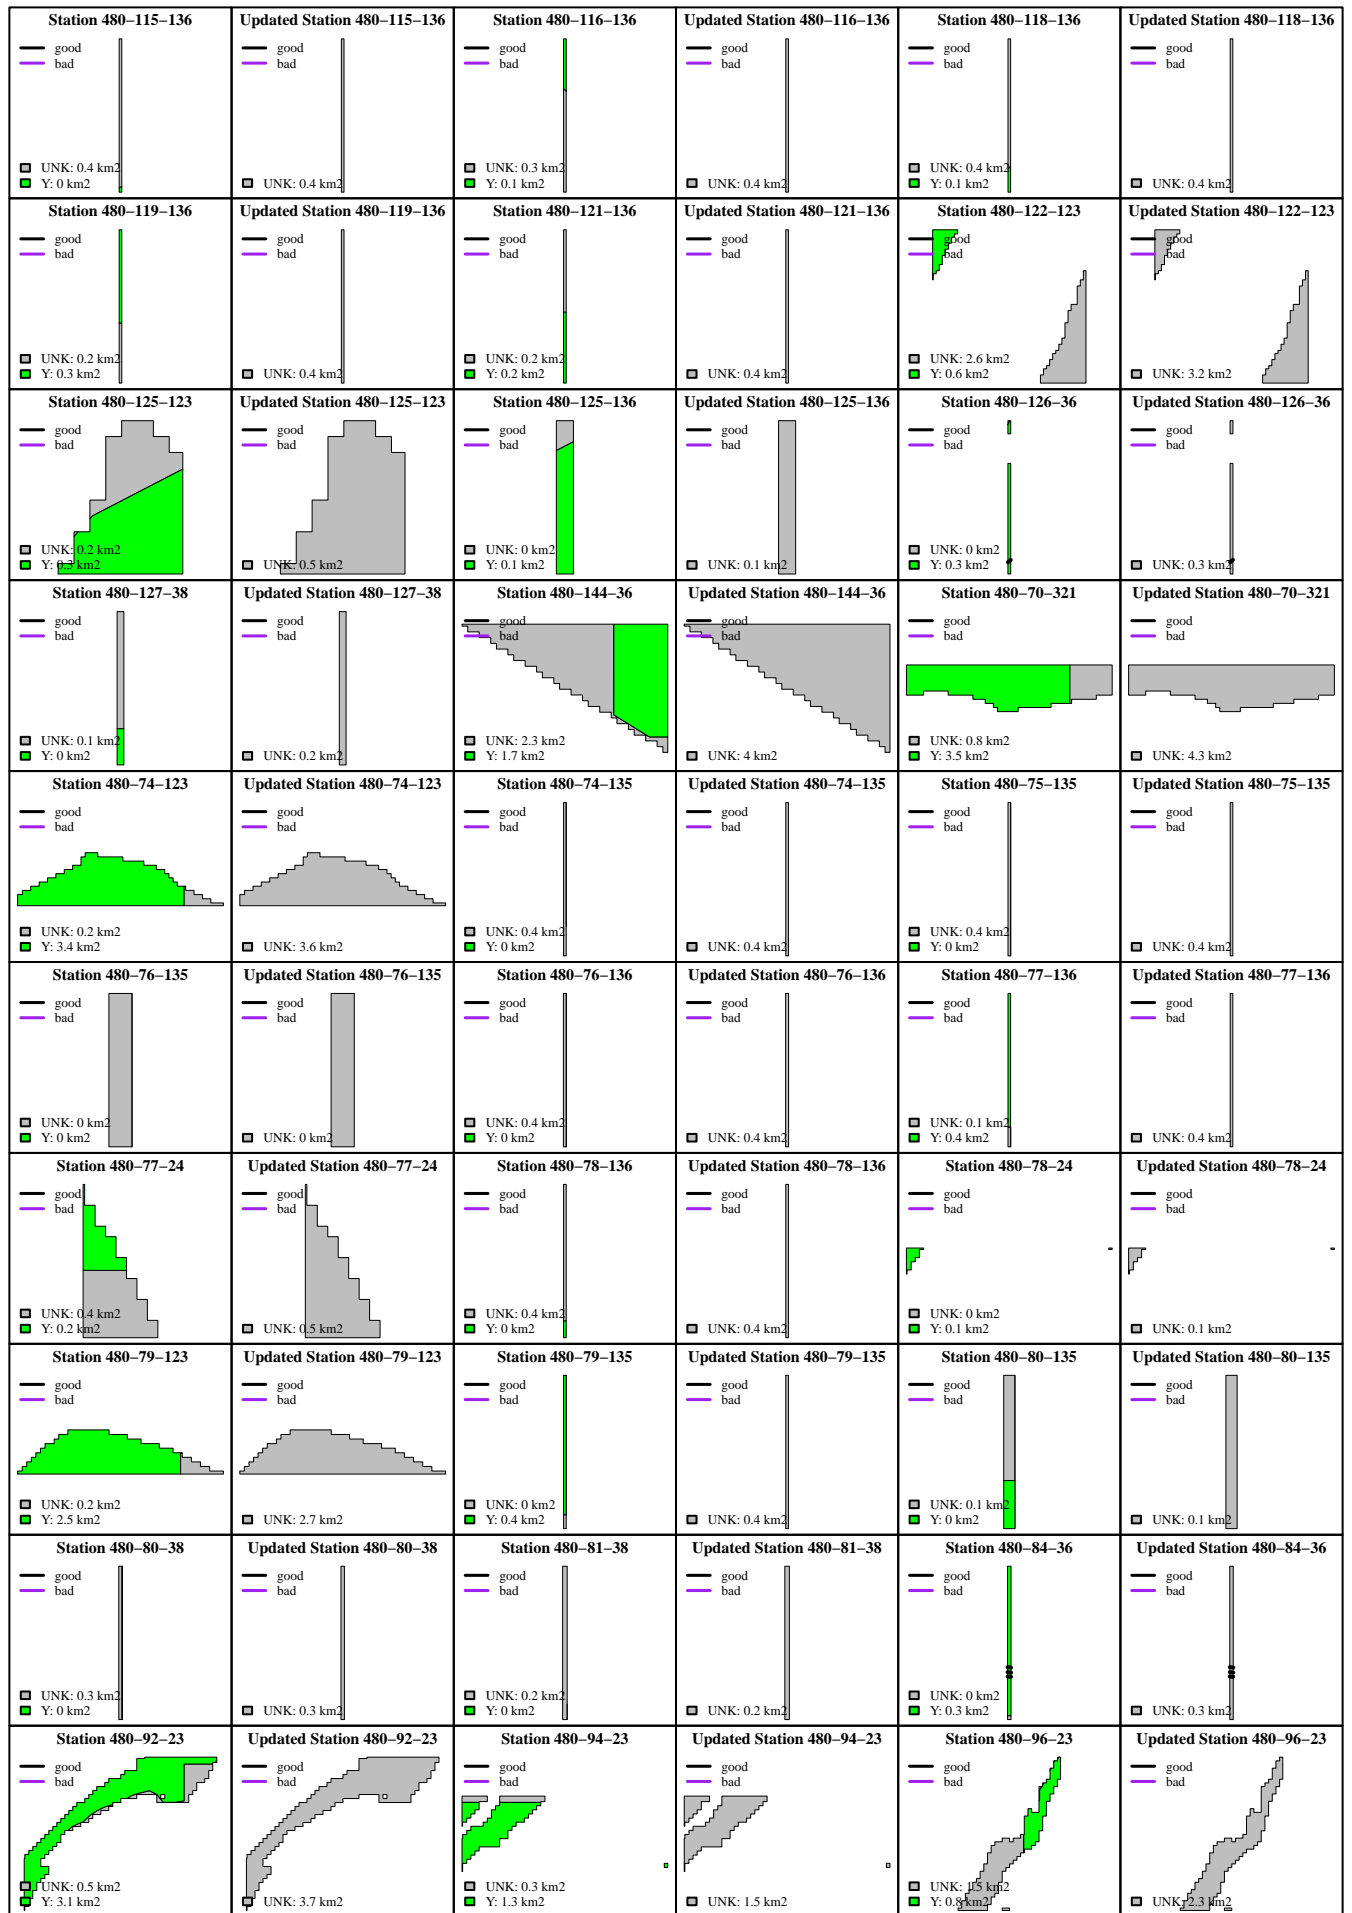 Station 480−115−136
good
bad
UNK: 0.4 km2
Y: 0 km2
Updated Station 480−115−136
good
bad
UNK: 0.4 km2
Station 480−116−136
good
bad
UNK: 0.3 km2
Y: 0.1 km2
Updated Station 480−116−136
good
bad
UNK: 0.4 km2
Station 480−118−136
good
bad
UNK: 0.4 km2
Y: 0.1 km2
Updated Station 480−118−136
good
bad
UNK: 0.4 km2
Station 480−119−136
good
bad
UNK: 0.2 km2
Y: 0.3 km2
Updated Station 480−119−136
good
bad
UNK: 0.4 km2
Station 480−121−136
good
bad
UNK: 0.2 km2
Y: 0.2 km2
Updated Station 480−121−136
good
bad
UNK: 0.4 km2
Station 480−122−123
good
bad
UNK: 2.6 km2
Y: 0.6 km2
Updated Station 480−122−123
good
bad
UNK: 3.2 km2
Station 480−125−123
good
bad
UNK: 0.2 km2
Y: 0.3 km2
Updated Station 480−125−123
good
bad
UNK: 0.5 km2
Station 480−125−136
good
bad
UNK: 0 km2
Y: 0.1 km2
Updated Station 480−125−136
good
bad
UNK: 0.1 km2
Station 480−126−36
good
bad
UNK: 0 km2
Y: 0.3 km2
Updated Station 480−126−36
good
bad
UNK: 0.3 km2
Station 480−127−38
good
bad
UNK: 0.1 km2
Y: 0 km2
Updated Station 480−127−38
good
bad
UNK: 0.2 km2
Station 480−144−36
good
bad
UNK: 2.3 km2
Y: 1.7 km2
Updated Station 480−144−36
good
bad
UNK: 4 km2
Station 480−70−321
good
bad
UNK: 0.8 km2
Y: 3.5 km2
Updated Station 480−70−321
good
bad
UNK: 4.3 km2
Station 480−74−123
good
bad
UNK: 0.2 km2
Y: 3.4 km2
Updated Station 480−74−123
good
bad
UNK: 3.6 km2
Station 480−74−135
good
bad
UNK: 0.4 km2
Y: 0 km2
Updated Station 480−74−135
good
bad
UNK: 0.4 km2
Station 480−75−135
good
bad
UNK: 0.4 km2
Y: 0 km2
Updated Station 480−75−135
good
bad
UNK: 0.4 km2
Station 480−76−135
good
bad
UNK: 0 km2
Y: 0 km2
Updated Station 480−76−135
good
bad
UNK: 0 km2
Station 480−76−136
good
bad
UNK: 0.4 km2
Y: 0 km2
Updated Station 480−76−136
good
bad
UNK: 0.4 km2
Station 480−77−136
good
bad
UNK: 0.1 km2
Y: 0.4 km2
Updated Station 480−77−136
good
bad
UNK: 0.4 km2
Station 480−77−24
good
bad
UNK: 0.4 km2
Y: 0.2 km2
Updated Station 480−77−24
good
bad
UNK: 0.5 km2
Station 480−78−136
good
bad
UNK: 0.4 km2
Y: 0 km2
Updated Station 480−78−136
good
bad
UNK: 0.4 km2
Station 480−78−24
good
bad
UNK: 0 km2
Y: 0.1 km2
Updated Station 480−78−24
good
bad
UNK: 0.1 km2
Station 480−79−123
good
bad
UNK: 0.2 km2
Y: 2.5 km2
Updated Station 480−79−123
good
bad
UNK: 2.7 km2
Station 480−79−135
good
bad
UNK: 0 km2
Y: 0.4 km2
Updated Station 480−79−135
good
bad
UNK: 0.4 km2
Station 480−80−135
good
bad
UNK: 0.1 km2
Y: 0 km2
Updated Station 480−80−135
good
bad
UNK: 0.1 km2
Station 480−80−38
good
bad
UNK: 0.3 km2
Y: 0 km2
Updated Station 480−80−38
good
bad
UNK: 0.3 km2
Station 480−81−38
good
bad
UNK: 0.2 km2
Y: 0 km2
Updated Station 480−81−38
good
bad
UNK: 0.2 km2
Station 480−84−36
good
bad
UNK: 0 km2
Y: 0.3 km2
Updated Station 480−84−36
good
bad
UNK: 0.3 km2
Station 480−92−23
good
bad
UNK: 0.5 km2
Y: 3.1 km2
Updated Station 480−92−23
good
bad
UNK: 3.7 km2
Station 480−94−23
good
bad
UNK: 0.3 km2
Y: 1.3 km2
Updated Station 480−94−23
good
bad
UNK: 1.5 km2
Station 480−96−23
good
bad
UNK: 1.5 km2
Y: 0.8 km2
Updated Station 480−96−23
good
bad
UNK: 2.3 km2